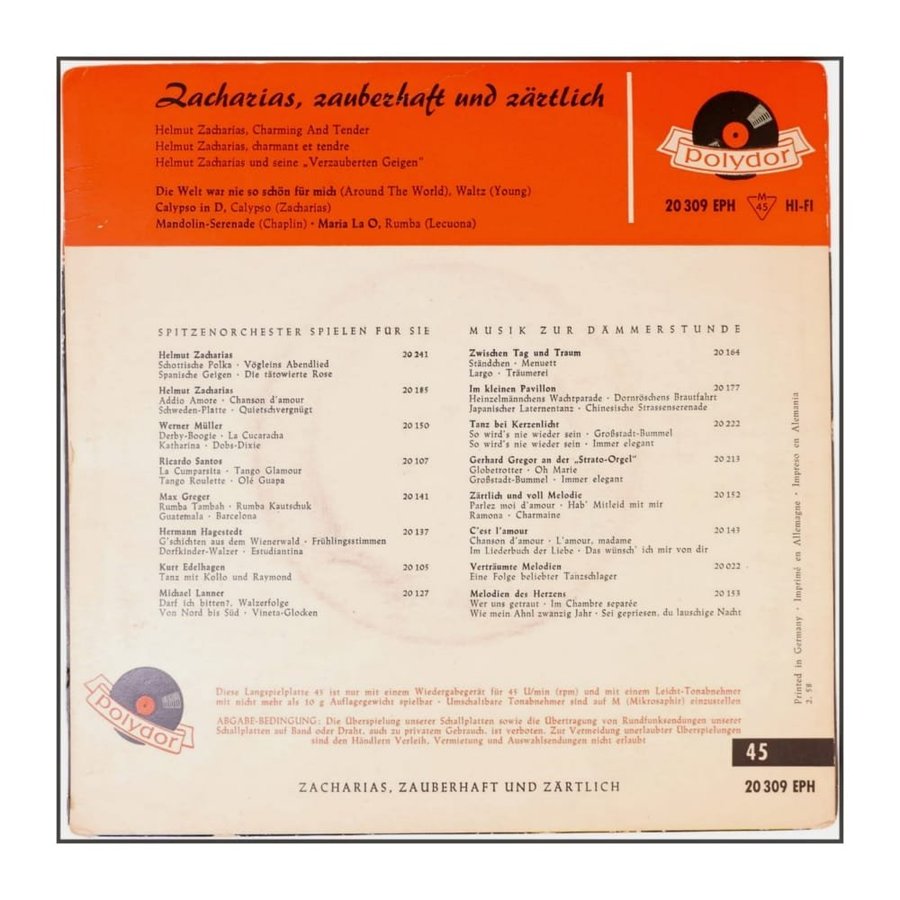 Zacharias, zauberhaft und zärtlich
Helmut Zacharias, Charming And Tender
Helmut Zacharias, charmant et tendre
Helmut Zacharias und seine „Verzauberten Geigen"
Die Welt war nie so schön für mich (Around The World), Waltz (Young)
Calypso in D, Calypso (Zacharias)
Mandolin-Serenade (Chaplin) · Maria La O, Rumba (Lecuona)
polydor
20 309 EPH M 45 HI-FI
SPITZENORCHESTER SPIELEN FÜR SIE
Helmut Zacharias 20 241
Schottische Polka · Vögleins Abendlied
Spanische Geigen · Die tätowierte Rose
Helmut Zacharias 20 185
Addio Amore · Chanson d'amour
Schweden-Platte · Quietschvergnügt
Werner Müller 20 150
Derby-Boogie · La Cucaracha
Katharina · Dobs-Dixie
Ricardo Santos 20 107
La Cumparsita · Tango Glamour
Tango Roulette · Olé Guapa
Max Greger 20 141
Rumba Tambah · Rumba Kautschuk
Guatemala · Barcelona
Hermann Hagestedt 20 137
G'schichten aus dem Wienerwald · Frühlingsstimmen
Dorfkinder-Walzer · Estudiantina
Kurt Edelhagen 20 105
Tanz mit Kollo und Raymond
Michael Lanner 20 127
Darf ich bitten?, Walzerfolge
Von Nord bis Süd · Vineta-Glocken
MUSIK ZUR DÄMMERSTUNDE
Zwischen Tag und Traum 20 164
Ständchen · Menuett
Largo · Träumerei
Im kleinen Pavillon 20 177
Heinzelmännchens Wachtparade · Dornröschens Brautfahrt
Japanischer Laternentanz · Chinesische Strassenserenade
Tanz bei Kerzenlicht 20 222
So wird's nie wieder sein · Großstadt-Bummel
So wird's nie wieder sein · Immer elegant
Gerhard Gregor an der „Strato-Orgel" 20 213
Globetrotter · Oh Marie
Großstadt-Bummel · Immer elegant
Zärtlich und voll Melodie 20 152
Parlez moi d'amour · Hab' Mitleid mit mir
Ramona · Charmaine
C'est l'amour 20 143
Chanson d'amour · L'amour, madame
Im Liederbuch der Liebe · Das wünsch' ich mir von dir
Verträumte Melodien 20 022
Eine Folge beliebter Tanzschlager
Melodien des Herzens 20 153
Wer uns getraut · Im Chambre separée
Wie mein Ahnl zwanzig Jahr · Sei gepriesen, du lauschige Nacht
Printed in Germany · Imprimé en Allemagne · Impreso en Alemania
2. 58
polydor
Diese Langspielplatte 45 ist nur mit einem Wiedergabegerät für 45 U/min (rpm) und mit einem Leicht-Tonabnehmer
mit nicht mehr als 10 g Auflagegewicht spielbar · Umschaltbare Tonabnehmer sind auf M (Mikrosaphir) einzustellen
ABGABE-BEDINGUNG: Die Überspielung unserer Schallplatten sowie die Übertragung von Rundfunksendungen unserer
Schallplatten auf Band oder Draht, auch zu privatem Gebrauch, ist verboten. Zur Vermeidung unerlaubter Überspielungen
sind den Händlern Verleih, Vermietung und Auswahlsendungen nicht erlaubt
45
ZACHARIAS, ZAUBERHAFT UND ZÄRTLICH
20 309 EPH